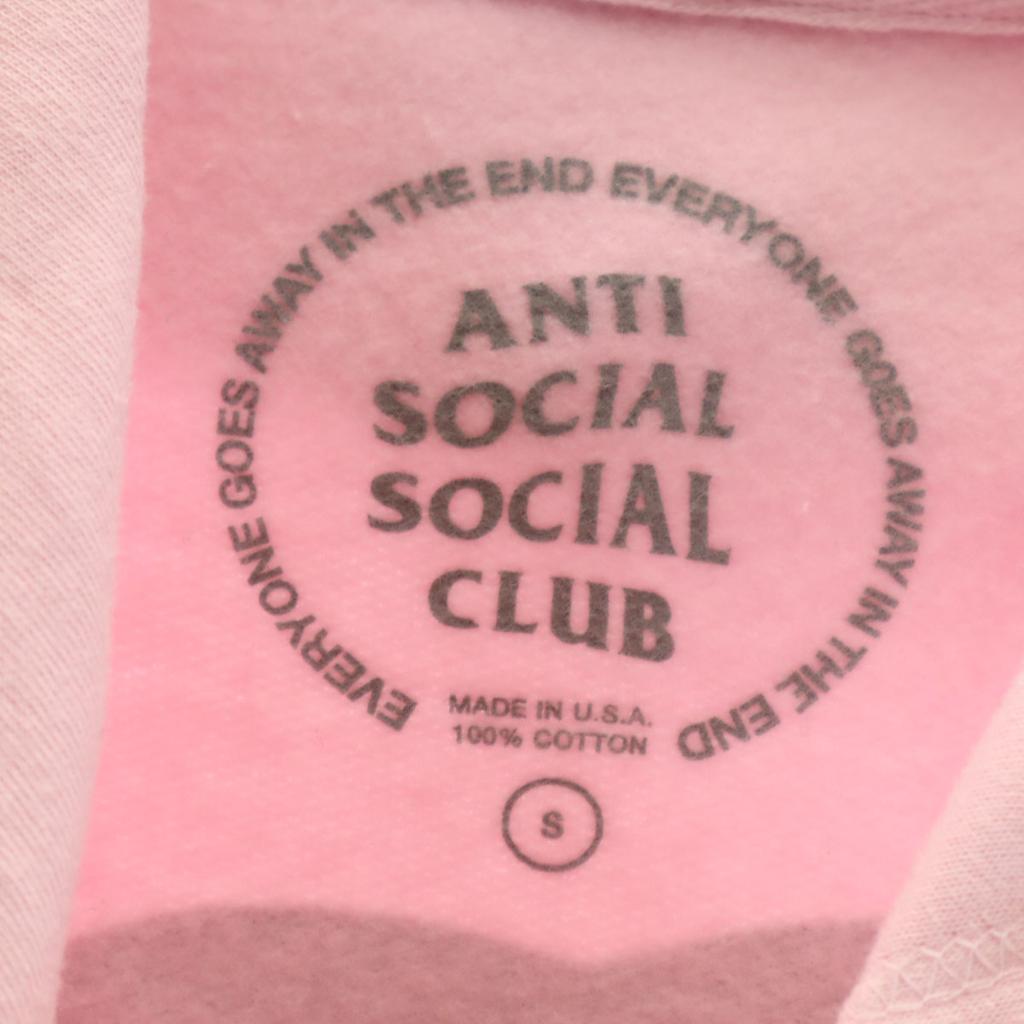 EVERYONE GOES AWAY IN THE END EVERYONE GOES AWAY IN THE END
ANTI
SOCIAL
SOCIAL
CLUB
MADE IN U.S.A.
100% COTTON
S